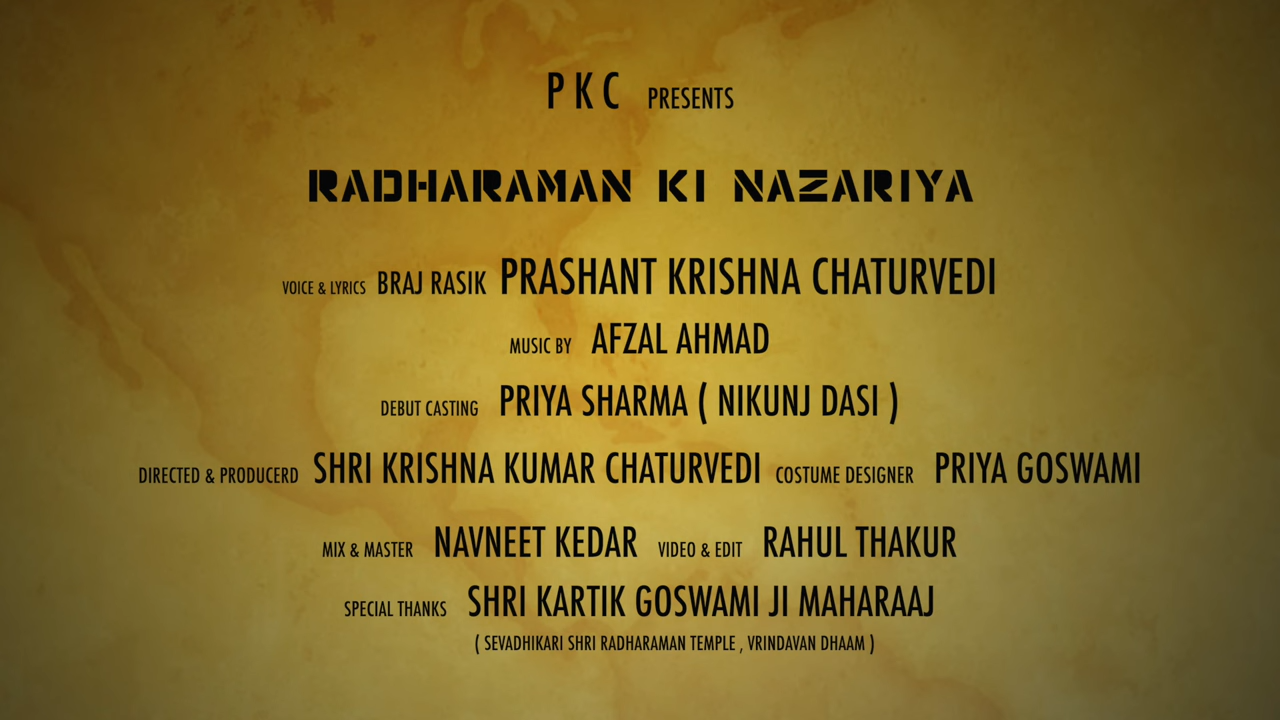 PKC PRESENTS
RADHARAMAN KI NAZARIYA
VOICE & LYRICS BRAJ RASIK PRASHANT KRISHNA CHATURVEDI
MUSIC BY AFZAL AHMAD
DEBUT CASTING PRIYA SHARMA ( NIKUNJ DASI )
DIRECTED & PRODUCERD SHRI KRISHNA KUMAR CHATURVEDI COSTUME DESIGNER PRIYA GOSWAMI
MIX & MASTER NAVNEET KEDAR VIDEO & EDIT RAHUL THAKUR
SPECIAL THANKS SHRI KARTIK GOSWAMI JI MAHARAAJ
( SEVADHIKARI SHRI RADHARAMAN TEMPLE , VRINDAVAN DHAAM )